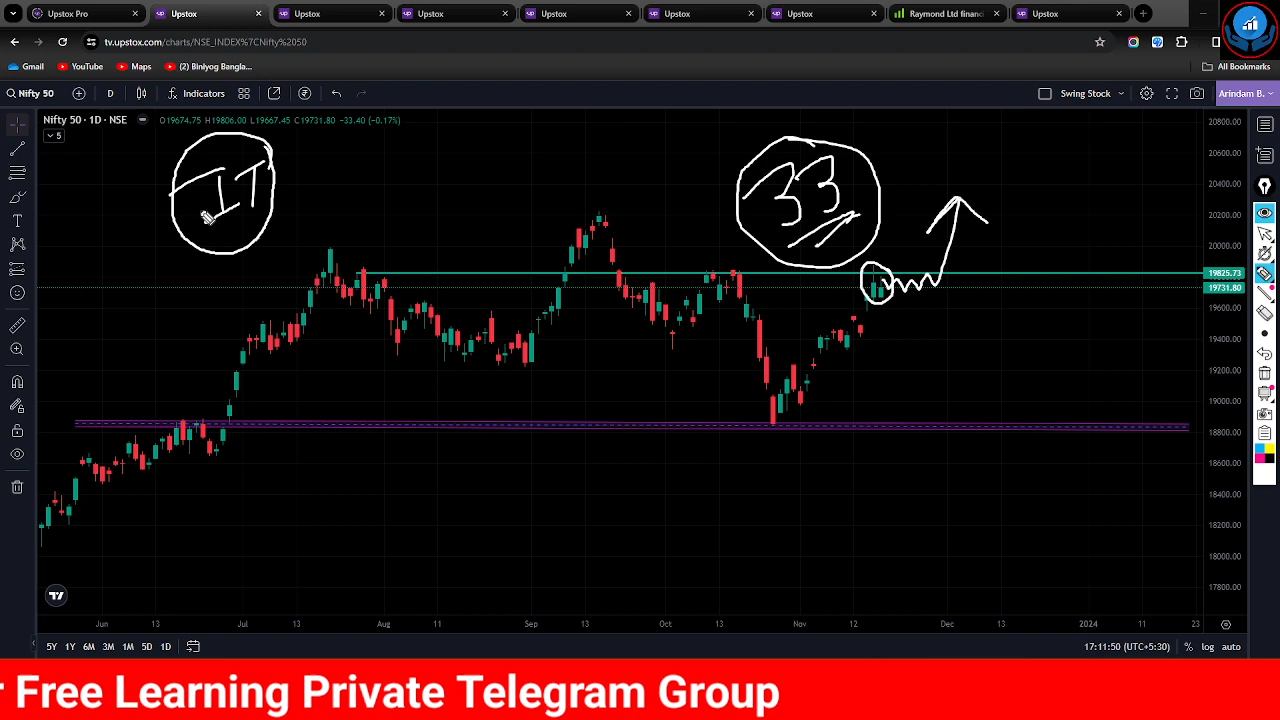 Upstox Pro
Upstox
Upstox
Upstox
Upstox
Upstox
Upstox
Raymond Ltd financi
Upstox
tv.upstox.com/charts/NSE_INDEX%7CNifty%2050
Gmail
YouTube
Maps
(2) Biniyog Bangla...
All Bookmarks
Nifty 50
D
Indicators
Swing Stock
Arindam B.
Nifty 50 · 1D · NSE
O19674.75 H19806.00 L19667.45 C19731.80 −33.40 (−0.17%)
5
IT
33
20800.00
20600.00
20400.00
20200.00
20000.00
19825.73
19731.80
19600.00
19400.00
19200.00
19000.00
18800.00
18600.00
18400.00
18200.00
18000.00
17800.00
Jun 13 Jul 13 Aug 11 Sep 13 Oct 13 Nov 12 Dec 13 2024 11 23
5Y 1Y 6M 3M 1M 5D 1D
17:11:50 (UTC+5:30)
% log auto
Free Learning Private Telegram Group